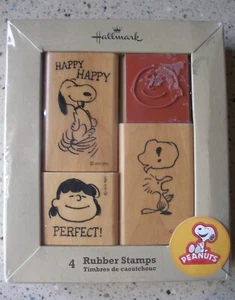 Hallmark
HAPPY
HAPPY
?
!
PERFECT!
PEANUTS
4 Rubber Stamps
Timbres de caoutchouc